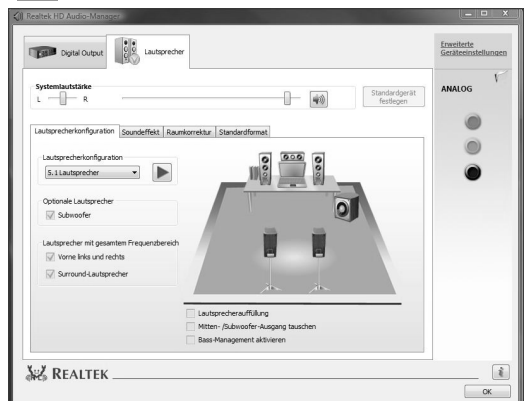 Realtek HD Audio-Manager
Digital Output
Lautsprecher
Erweiterte
Geräteeinstellungen
Systemlautstärke
L
R
Standardgerät
festlegen
ANALOG
Lautsprecherkonfiguration
Soundeffekt
Raumkorrektur
Standardformat
Lautsprecherkonfiguration
5.1 Lautsprecher
Optionale Lautsprecher
Subwoofer
Lautsprecher mit gesamtem Frequenzbereich
Vorne links und rechts
Surround-Lautsprecher
Lautsprecherauffüllung
Mitten- /Subwoofer-Ausgang tauschen
Bass-Management aktivieren
REALTEK
i
OK